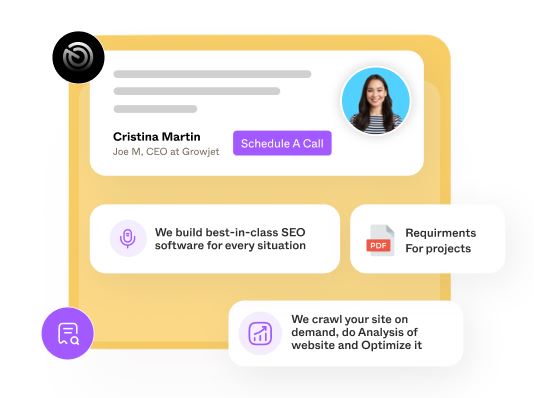 Cristina Martin
Joe M, CEO at Growjet
Schedule A Call
We build best-in-class SEO
software for every situation
PDF
Requirments
For projects
We crawl your site on
demand, do Analysis of
website and Optimize it